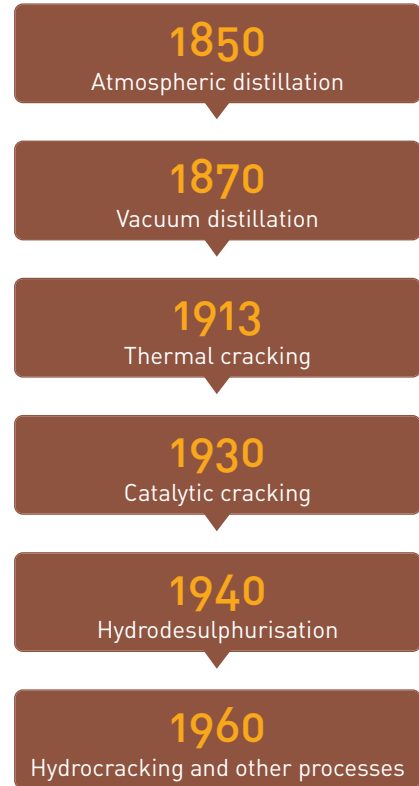 1850
Atmospheric distillation
1870
Vacuum distillation
1913
Thermal cracking
1930
Catalytic cracking
1940
Hydrodesulphurisation
1960
Hydrocracking and other processes